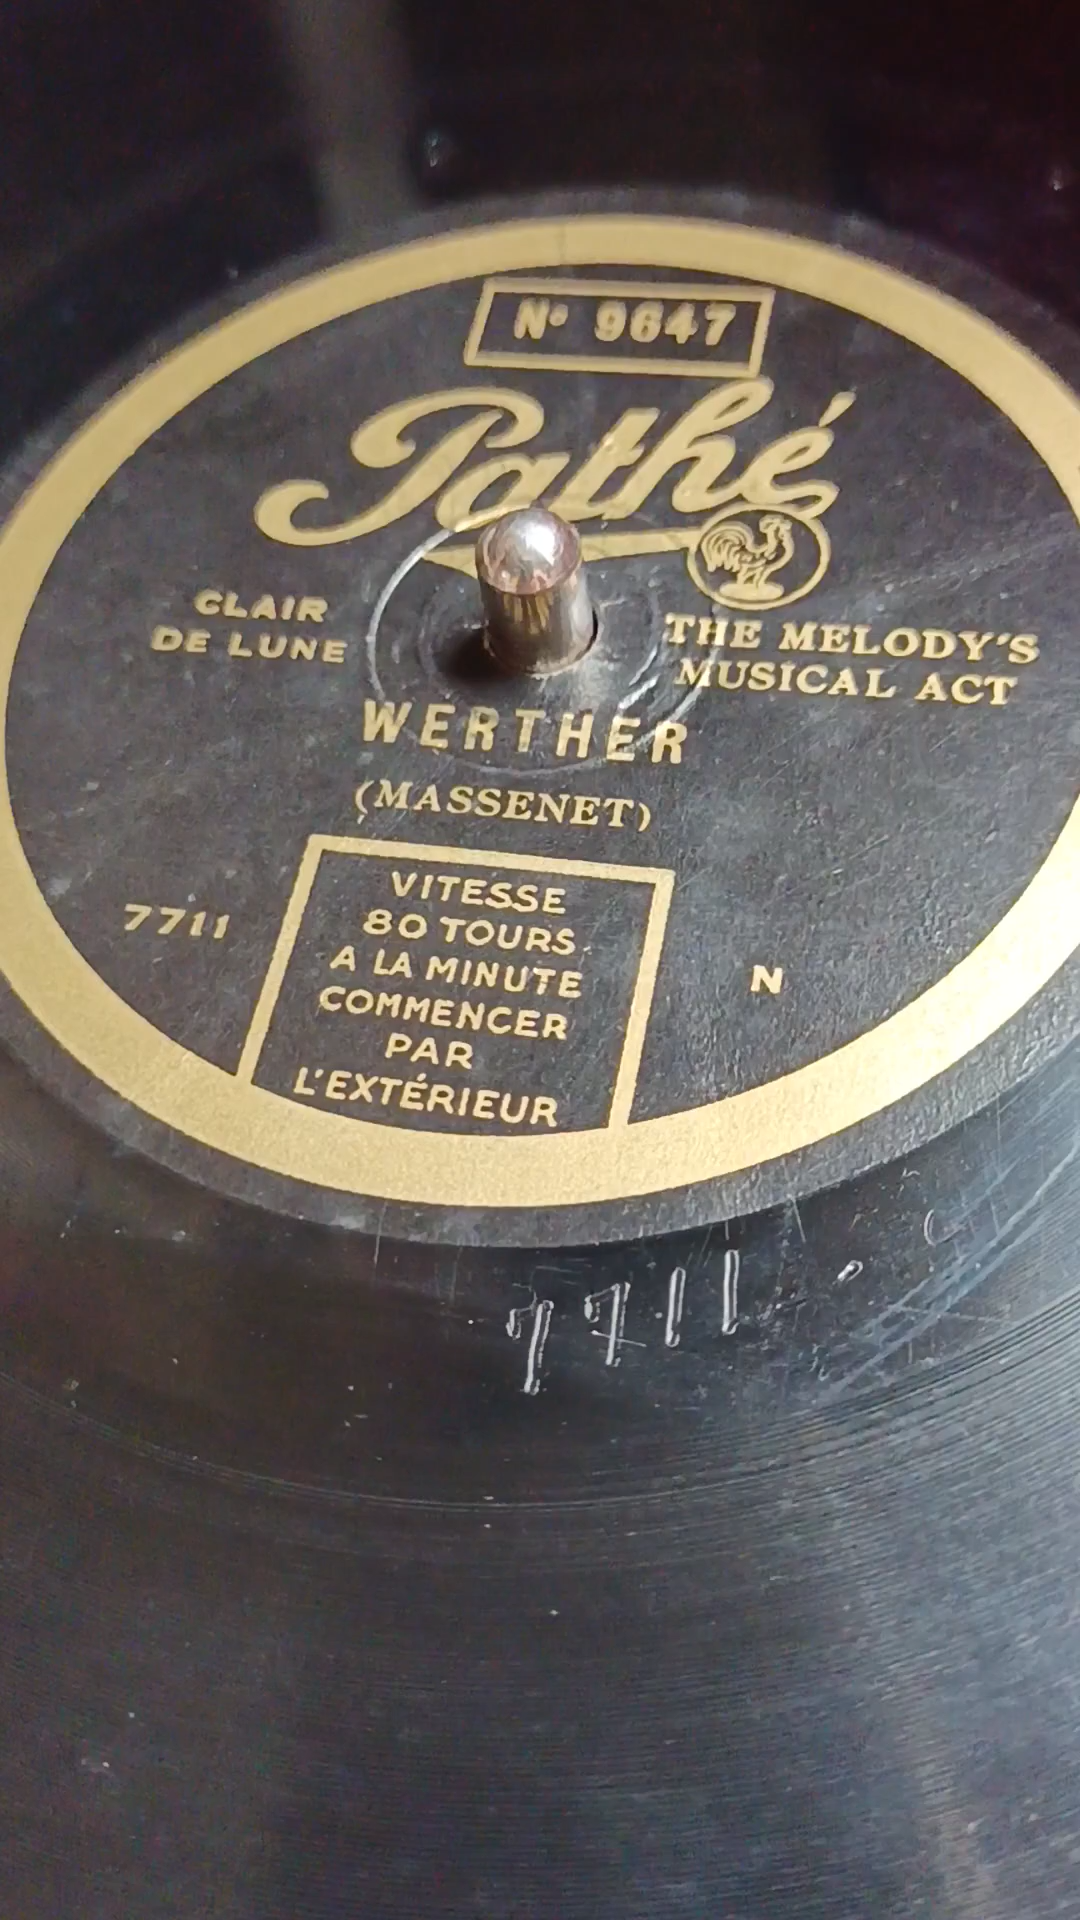 Nº 9647
Pathé
CLAIR
DE LUNE
THE MELODY'S
MUSICAL ACT
WERTHER
(MASSENET)
7711
VITESSE
80 TOURS
A LA MINUTE
COMMENCER
PAR
L'EXTÉRIEUR
N
7711